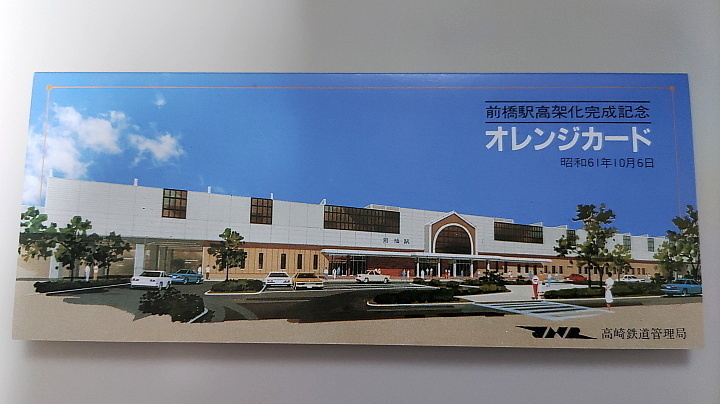 前橋駅高架化完成記念
オレンジカード
昭和61年10月6日
前橋駅
JNR 高崎鉄道管理局